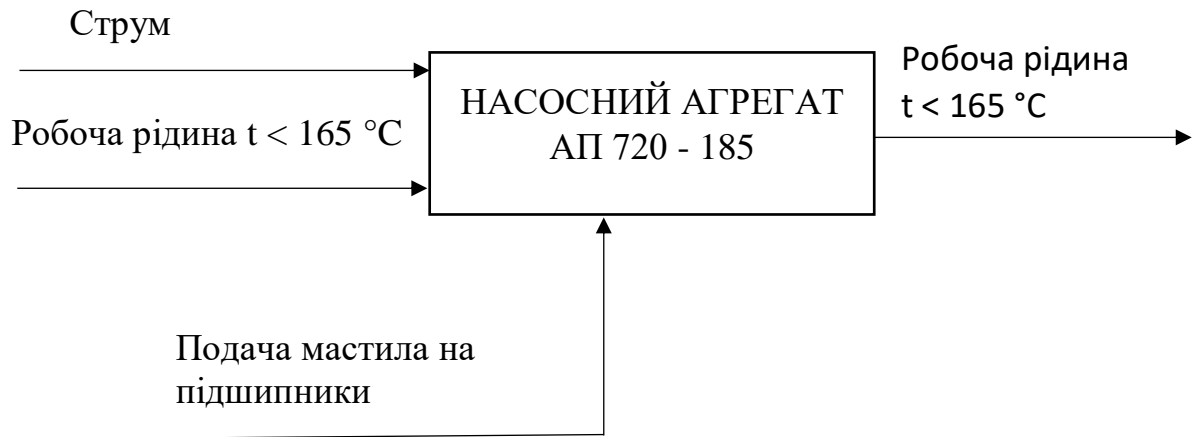 Струм
Робоча рідина t < 165 °C
НАСОСНИЙ АГРЕГАТ
АП 720 - 185
Робоча рідина
t < 165 °C
Подача мастила на
підшипники